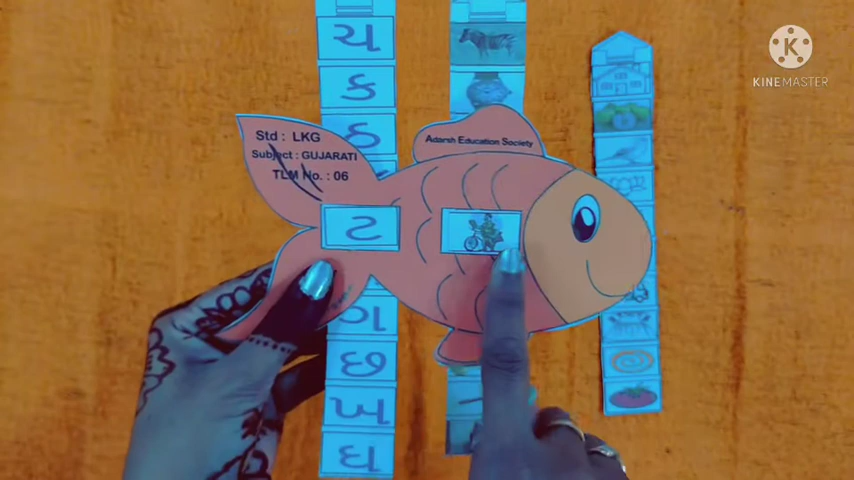 ચ
ક
Std : LKG
Subject : GUJARATI
TLM No. : 06
Adarsh Education Society
ટ
ગ
છ
ખ
ઘ
KINEMASTER